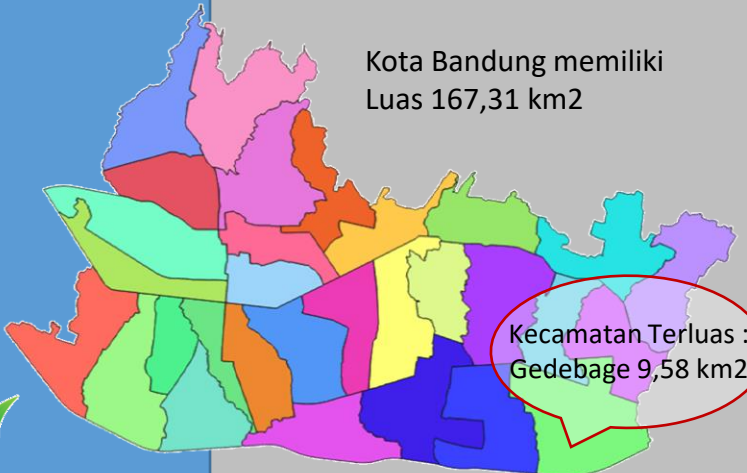 Kota Bandung memiliki
Luas 167,31 km2
Kecamatan Terluas :
Gedebage 9,58 km2